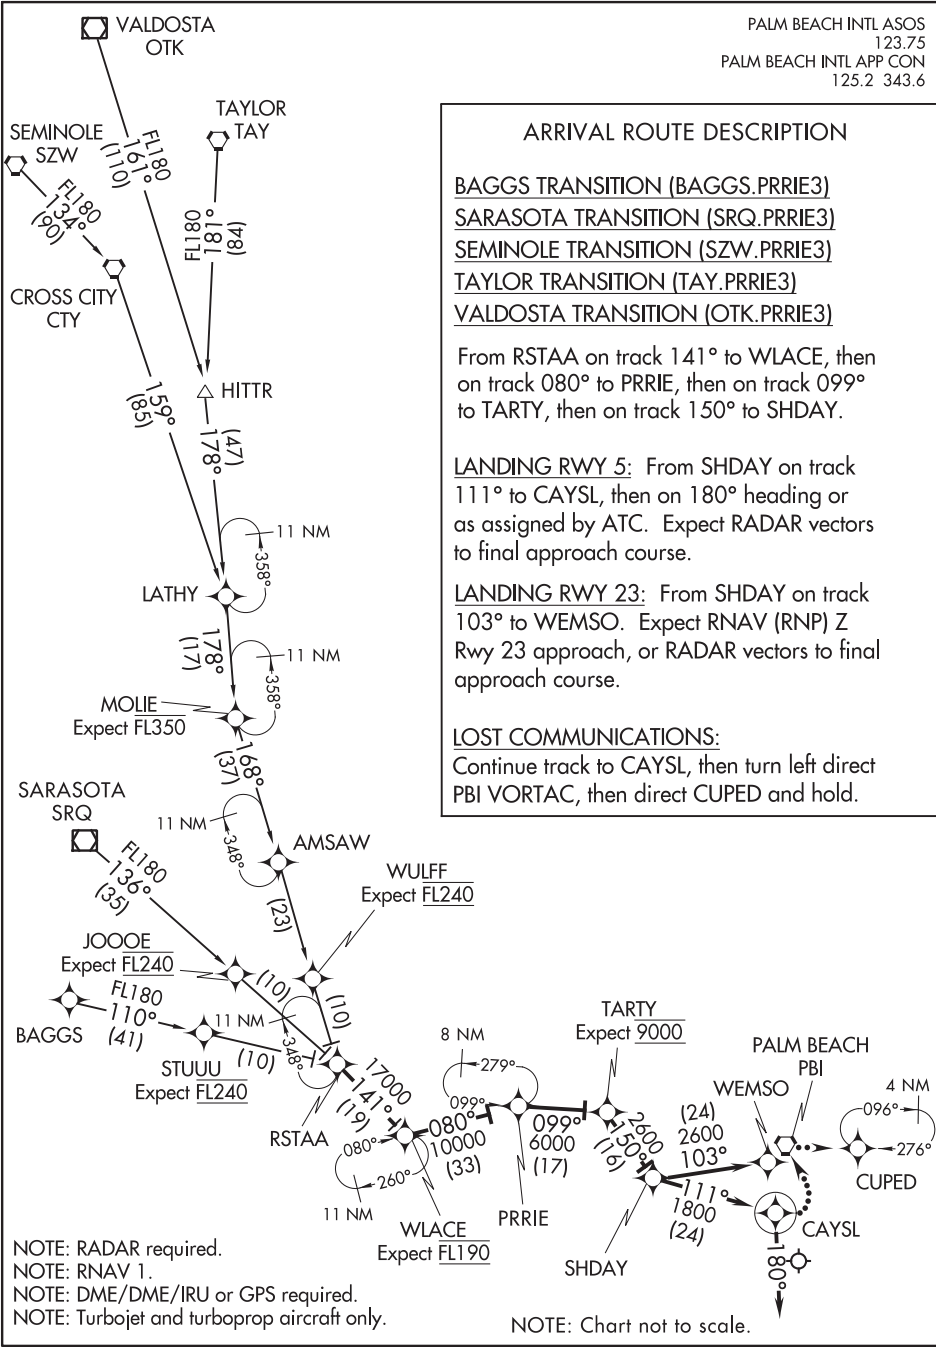 VALDOSTA
OTK
PALM BEACH INTL ASOS
123.75
PALM BEACH INTL APP CON
125.2 343.6
TAYLOR
TAY
SEMINOLE
SZW
FL180
161°
(110)
FL180
134°
(90)
FL180
181°
(84)
CROSS CITY
CTY
HITTR
159°
(85)
(47)
178°
11 NM
358°
LATHY
178°
(17)
11 NM
358°
MOLIE
Expect FL350
168°
(37)
SARASOTA
SRQ
11 NM
348°
AMSAW
FL180
136°
(35)
(23)
WULFF
Expect FL240
JOOOE
Expect FL240
(10)
(10)
FL180
110°
(41)
BAGGS
11 NM
348°
STUUU
Expect FL240
(10)
RSTAA
17000
141°
(19)
8 NM
279°
099°
080°
10000
(33)
080°
260°
11 NM
WLACE
Expect FL190
PRRIE
099°
6000
(17)
TARTY
Expect 9000
2600
150°
(16)
SHDAY
(24)
2600
103°
WEMSO
PALM BEACH
PBI
4 NM
096°
276°
CUPED
111°
1800
(24)
CAYSL
180°
ARRIVAL ROUTE DESCRIPTION
BAGGS TRANSITION (BAGGS.PRRIE3)
SARASOTA TRANSITION (SRQ.PRRIE3)
SEMINOLE TRANSITION (SZW.PRRIE3)
TAYLOR TRANSITION (TAY.PRRIE3)
VALDOSTA TRANSITION (OTK.PRRIE3)
From RSTAA on track 141° to WLACE, then
on track 080° to PRRIE, then on track 099°
to TARTY, then on track 150° to SHDAY.
LANDING RWY 5: From SHDAY on track
111° to CAYSL, then on 180° heading or
as assigned by ATC. Expect RADAR vectors
to final approach course.
LANDING RWY 23: From SHDAY on track
103° to WEMSO. Expect RNAV (RNP) Z
Rwy 23 approach, or RADAR vectors to final
approach course.
LOST COMMUNICATIONS:
Continue track to CAYSL, then turn left direct
PBI VORTAC, then direct CUPED and hold.
NOTE: RADAR required.
NOTE: RNAV 1.
NOTE: DME/DME/IRU or GPS required.
NOTE: Turbojet and turboprop aircraft only.
NOTE: Chart not to scale.